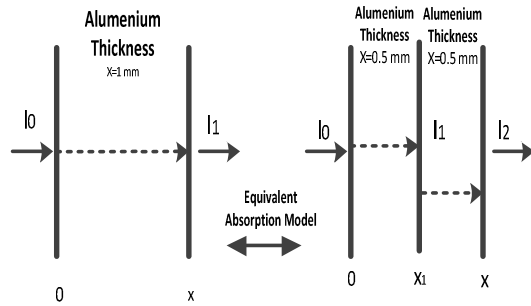 Alumenium
Thickness
X=1 mm
I0
I1
0
x
Equivalent
Absorption Model
Alumenium
Thickness
X=0.5 mm
Alumenium
Thickness
X=0.5 mm
I0
I1
I2
0
x1
x